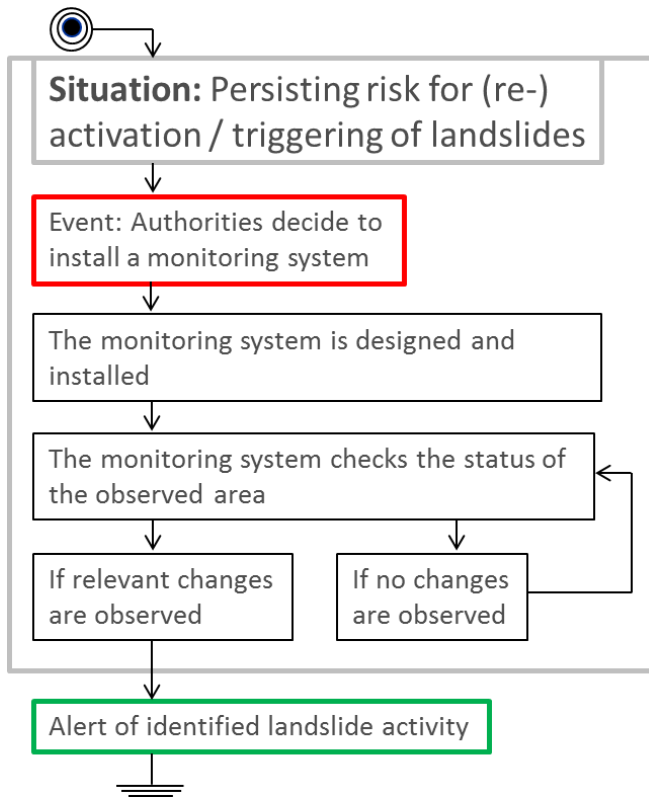 Situation: Persisting risk for (re-)
activation / triggering of landslides
Event: Authorities decide to
install a monitoring system
The monitoring system is designed and
installed
The monitoring system checks the status of
the observed area
If relevant changes
are observed
If no changes
are observed
Alert of identified landslide activity